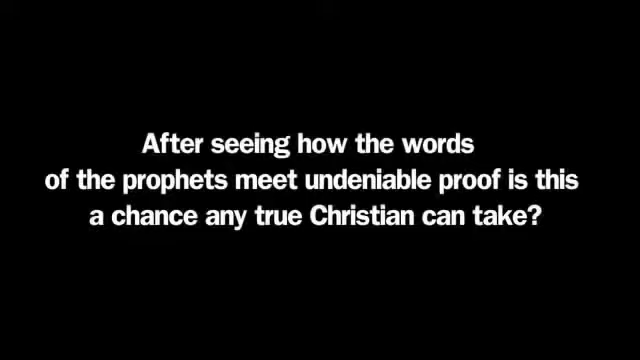 After seeing how the words
of the prophets meet undeniable proof is this
a chance any true Christian can take?